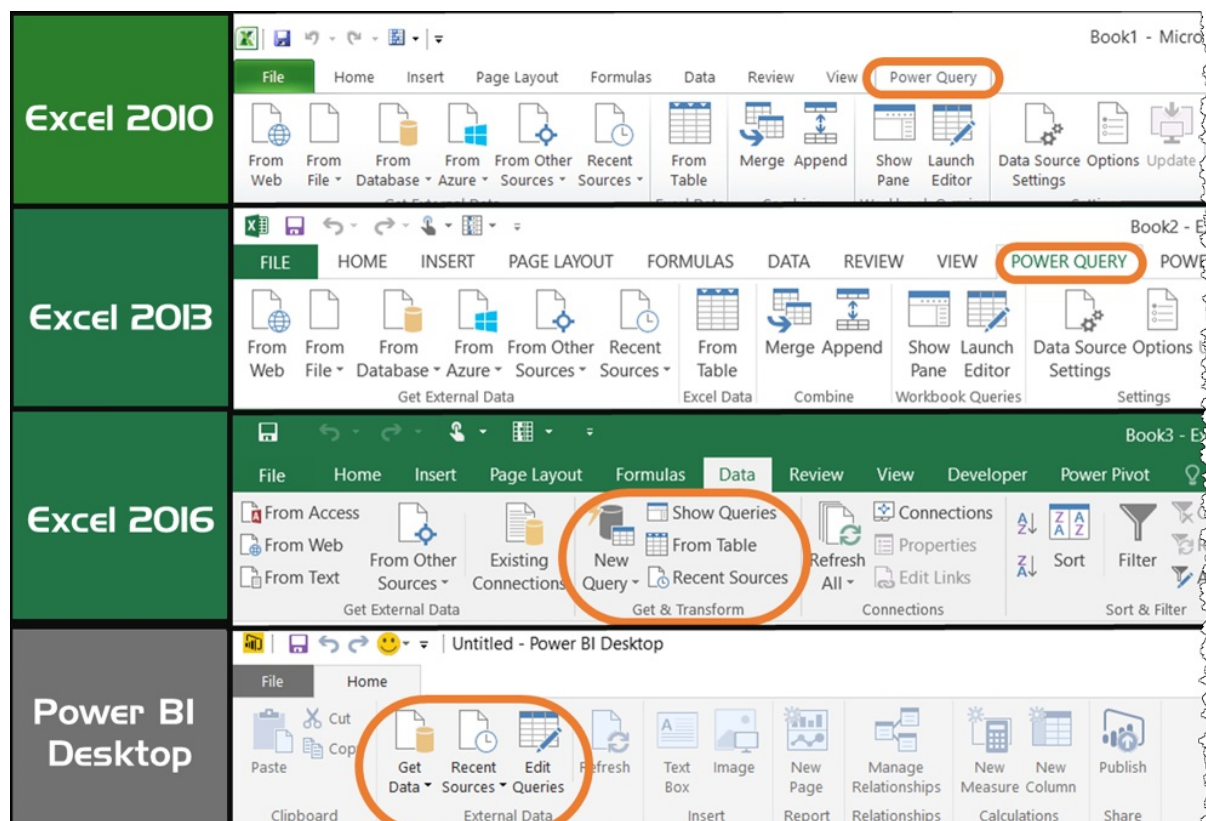 Excel 2010
Book1 - Micro
File Home Insert Page Layout Formulas Data Review View Power Query
From From From From From Other Recent From Merge Append Show Launch Data Source Options Update
Web File Database Azure Sources Sources Table Pane Editor Settings
Get External Data Excel Data
Excel 2013
Book2 - E
FILE HOME INSERT PAGE LAYOUT FORMULAS DATA REVIEW VIEW POWER QUERY POWE
From From From From From Other Recent From Merge Append Show Launch Data Source Options
Web File Database Azure Sources Sources Table Pane Editor Settings
Get External Data Excel Data Combine Workbook Queries Settings
Excel 2016
Book3 - Ex
File Home Insert Page Layout Formulas Data Review View Developer Power Pivot
From Access Show Queries Connections
From Web From Other Existing New From Table Refresh Properties Sort Filter
From Text Sources Connections Query Recent Sources All Edit Links
Get External Data Get & Transform Connections Sort & Filter
Power BI
Desktop
Untitled - Power BI Desktop
File Home
Cut
Copy
Paste Get Recent Edit Refresh Text Image New Manage New New Publish
Data Sources Queries Box Page Relationships Measure Column
Clipboard External Data Insert Report Relationships Calculations Share